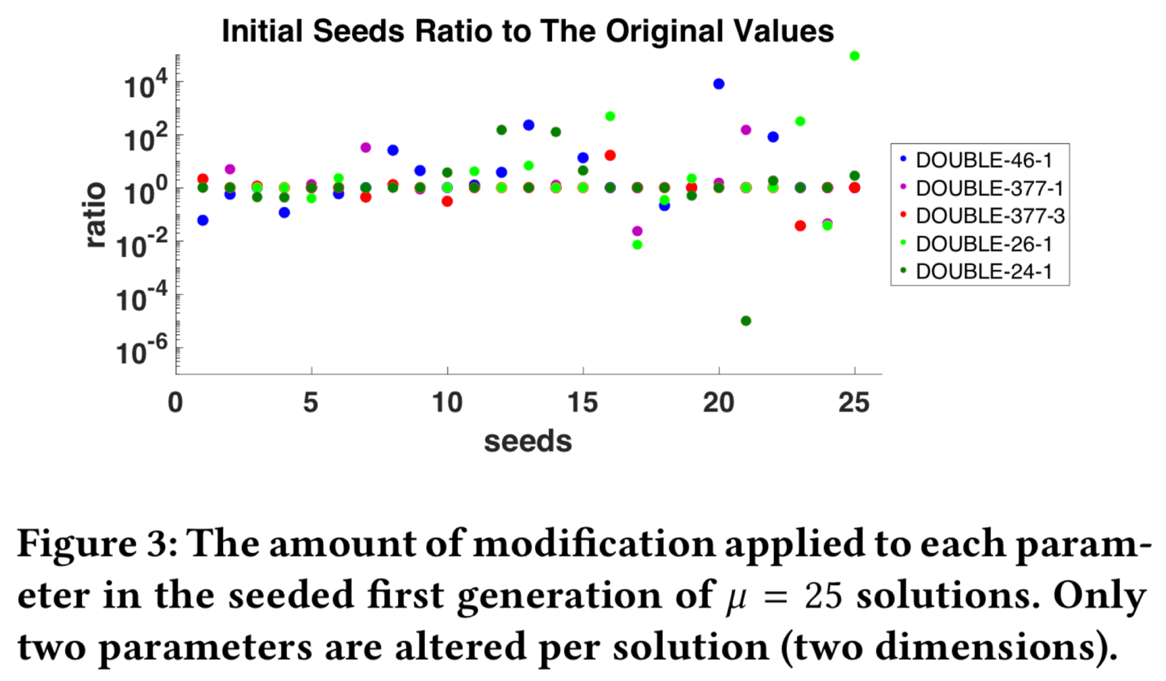 Initial Seeds Ratio to The Original Values
10^4
10^2
10^0
10^-2
10^-4
10^-6
ratio
0 5 10 15 20 25
seeds
DOUBLE-46-1
DOUBLE-377-1
DOUBLE-377-3
DOUBLE-26-1
DOUBLE-24-1
Figure 3: The amount of modification applied to each param-
eter in the seeded first generation of μ = 25 solutions. Only
two parameters are altered per solution (two dimensions).